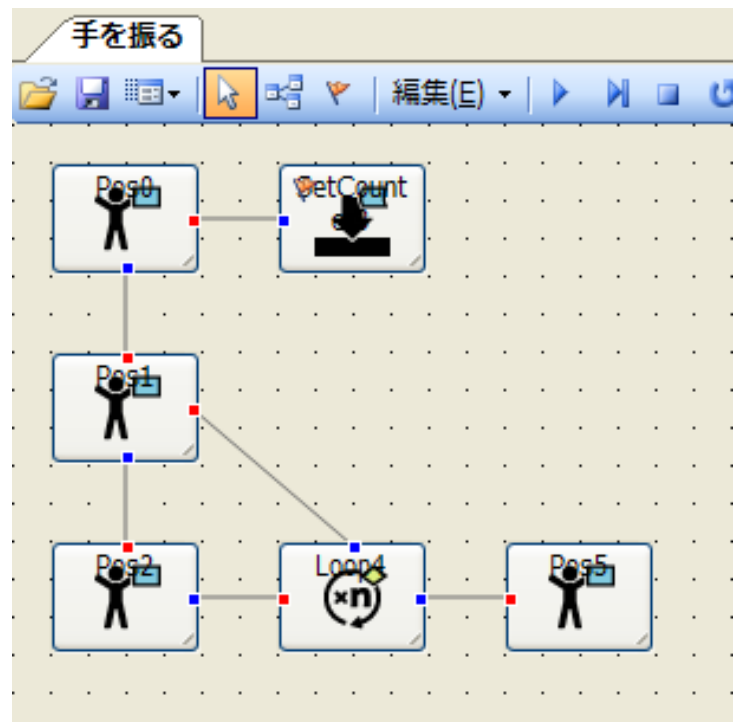 手を振る
編集(E)
Pos0
SetCount
Pos1
Pos2
Loop4
×n
Pos5